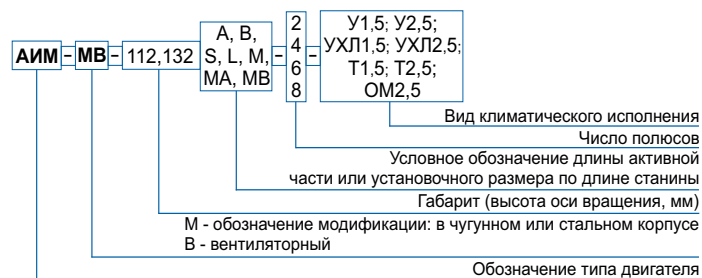 АИМ - МВ - 112,132 А, В, S, L, М, МА, МВ - 2 4 6 8 - У1,5; У2,5; УХЛ1,5; УХЛ2,5; Т1,5; Т2,5; ОМ2,5
Вид климатического исполнения
Число полюсов
Условное обозначение длины активной
части или установочного размера по длине станины
Габарит (высота оси вращения, мм)
М - обозначение модификации: в чугунном или стальном корпусе
В - вентиляторный
Обозначение типа двигателя